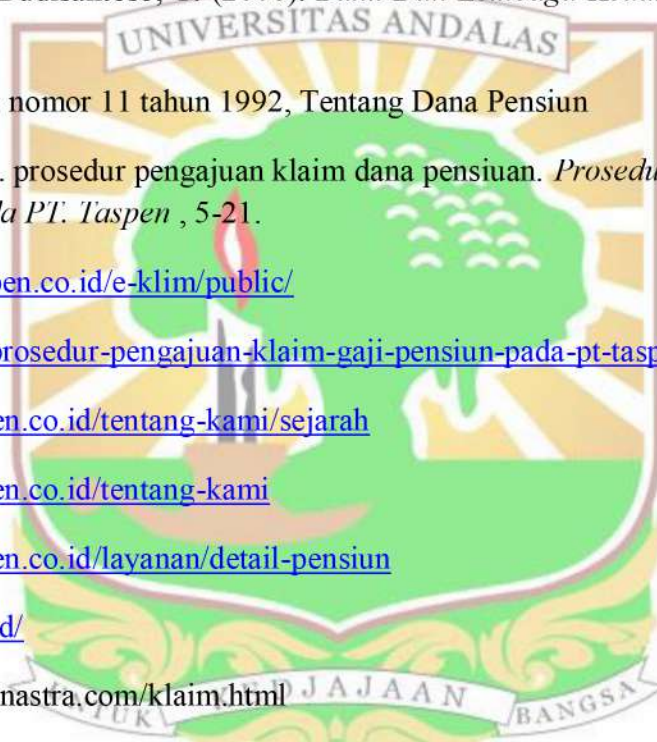 UNIVERSITAS ANDALAS
nomor 11 tahun 1992, Tentang Dana Pensiun
. prosedur pengajuan klaim dana pensiuan. Prosedu
la PT. Taspen , 5-21.
pen.co.id/e-klim/public/
prosedur-pengajuan-klaim-gaji-pensiun-pada-pt-tasp
en.co.id/tentang-kami/sejarah
en.co.id/tentang-kami
en.co.id/layanan/detail-pensiun
d/
nastra.com/klaim.html
UNTUK KEDJAJAAN BANGSA